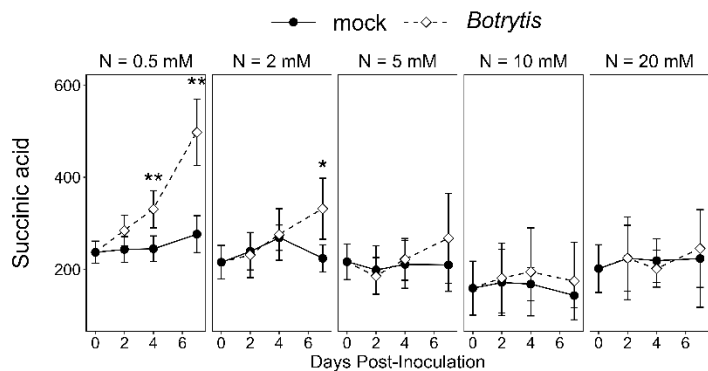 mock Botrytis
N = 0.5 mM N = 2 mM N = 5 mM N = 10 mM N = 20 mM
600
400
200
Succinic acid
** ** *
0 2 4 6 0 2 4 6 0 2 4 6 0 2 4 6 0 2 4 6
Days Post-Inoculation